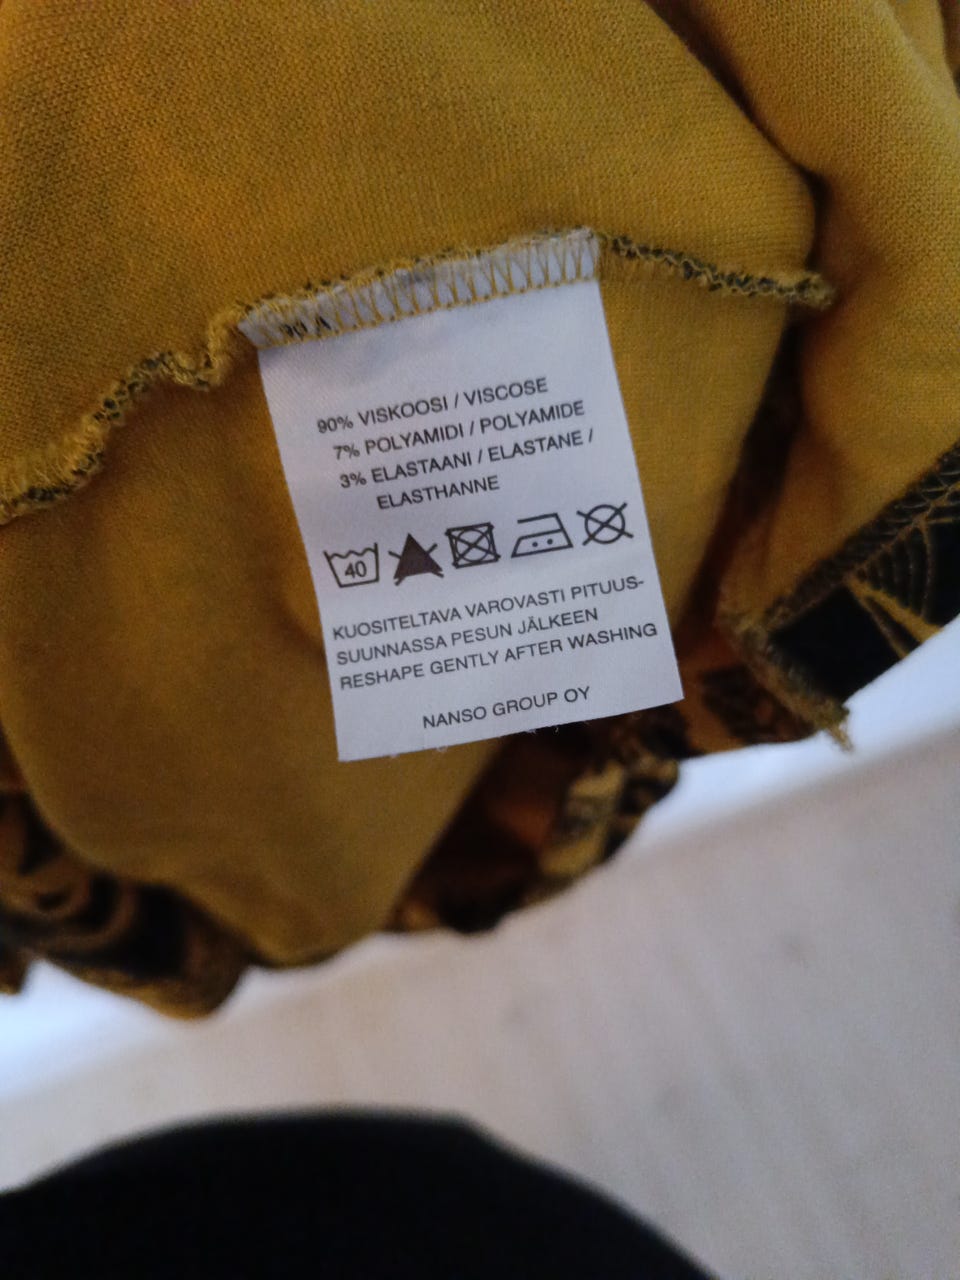 90% VISKOOSI / VISCOSE
7% POLYAMIDI / POLYAMIDE
3% ELASTAANI / ELASTANE /
ELASTHANNE
40
KUOSITELTAVA VAROVASTI PITUUS-
SUUNNASSA PESUN JÄLKEEN
RESHAPE GENTLY AFTER WASHING
NANSO GROUP OY